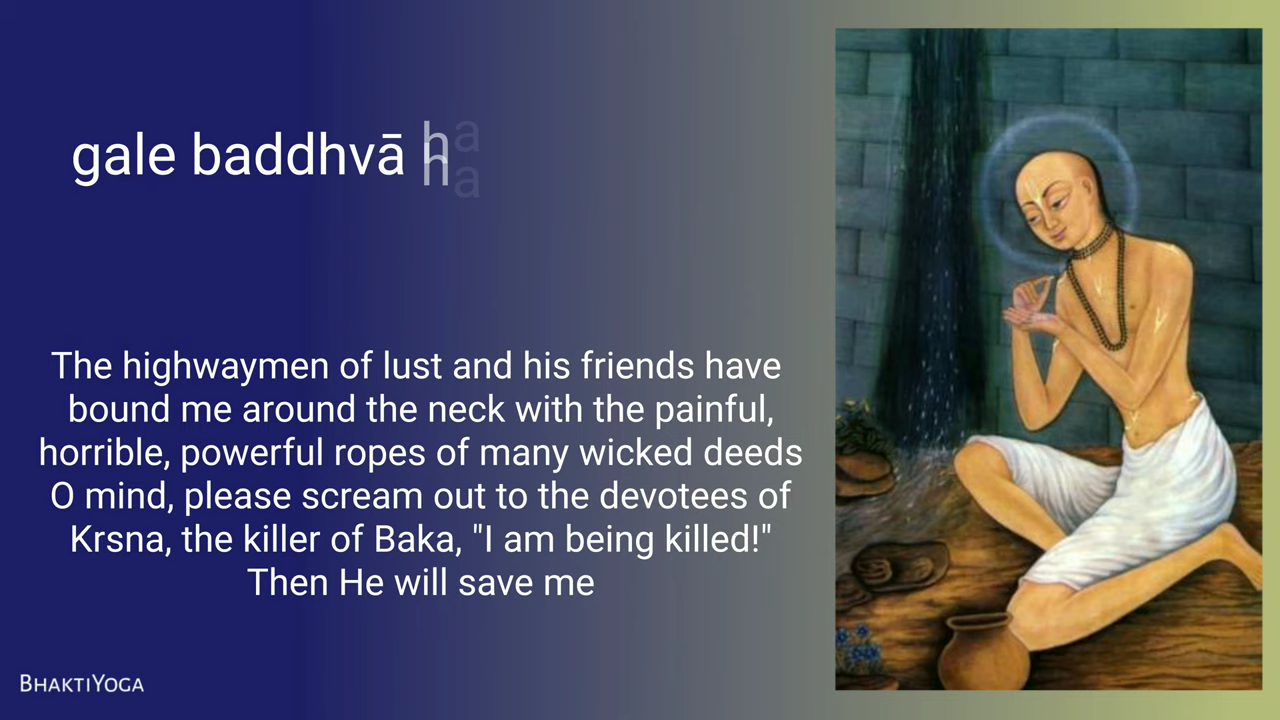 gale baddhvā
The highwaymen of lust and his friends have
bound me around the neck with the painful,
horrible, powerful ropes of many wicked deeds
O mind, please scream out to the devotees of
Krsna, the killer of Baka, "I am being killed!"
Then He will save me
BHAKTIYOGA